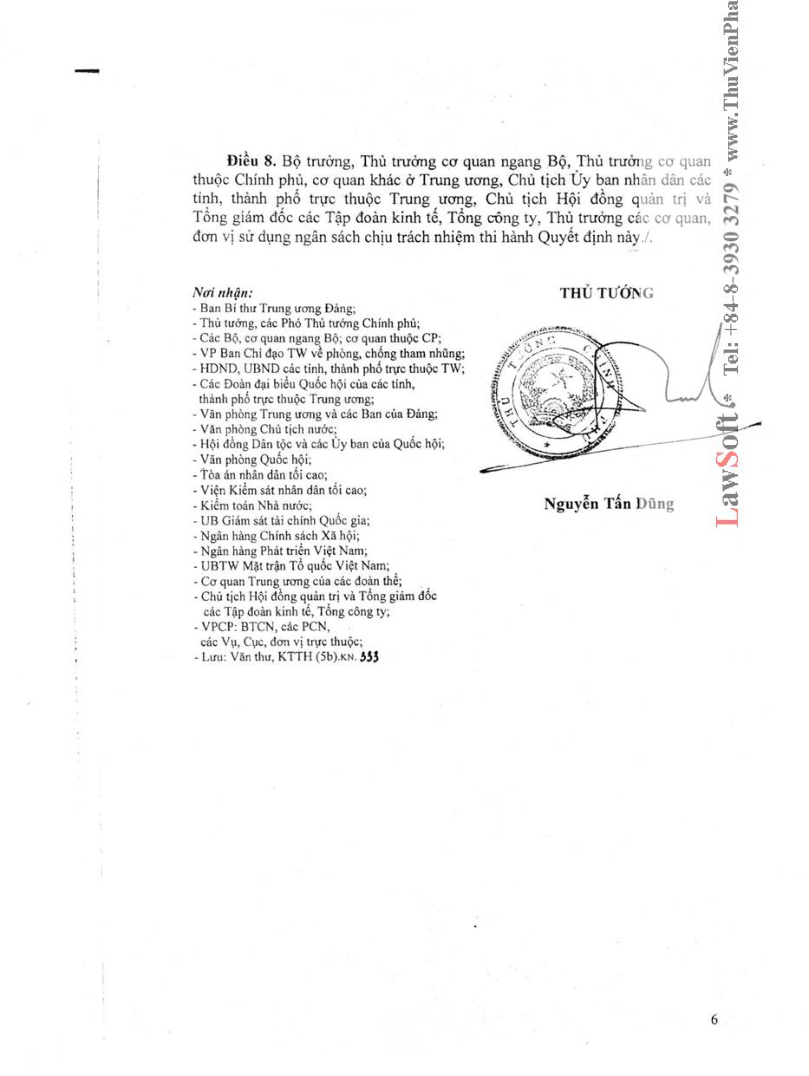 Điều 8. Bộ trưởng, Thủ trưởng cơ quan ngang Bộ, Thủ trưởng cơ quan
thuộc Chính phủ, cơ quan khác ở Trung ương, Chủ tịch Ủy ban nhân dân các
tỉnh, thành phố trực thuộc Trung ương, Chủ tịch Hội đồng quản trị và
Tổng giám đốc các Tập đoàn kinh tế, Tổng công ty, Thủ trưởng các cơ quan,
đơn vị sử dụng ngân sách chịu trách nhiệm thi hành Quyết định này./.
Nơi nhận:
- Ban Bí thư Trung ương Đảng;
- Thủ tướng, các Phó Thủ tướng Chính phủ;
- Các Bộ, cơ quan ngang Bộ; cơ quan thuộc CP;
- VP Ban Chỉ đạo TW về phòng, chống tham nhũng;
- HDND, UBND các tỉnh, thành phố trực thuộc TW;
- Các Đoàn đại biểu Quốc hội của các tỉnh,
thành phố trực thuộc Trung ương;
- Văn phòng Trung ương và các Ban của Đảng;
- Văn phòng Chủ tịch nước;
- Hội đồng Dân tộc và các Ủy ban của Quốc hội;
- Văn phòng Quốc hội;
- Tòa án nhân dân tối cao;
- Viện Kiểm sát nhân dân tối cao;
- Kiểm toán Nhà nước;
- UB Giám sát tài chính Quốc gia;
- Ngân hàng Chính sách Xã hội;
- Ngân hàng Phát triển Việt Nam;
- UBTW Mặt trận Tổ quốc Việt Nam;
- Cơ quan Trung ương của các đoàn thể;
- Chủ tịch Hội đồng quản trị và Tổng giám đốc
các Tập đoàn kinh tế, Tổng công ty;
- VPCP: BTCN, các PCN,
các Vụ, Cục, đơn vị trực thuộc;
- Lưu: Văn thư, KTTH (5b).KN.
THỦ TƯỚNG
THỦ TƯỚNG CHÍNH PHỦ
Nguyễn Tấn Dũng
LawSoft * Tel: +84-8-3930 3279 * www.ThuVienPha
6